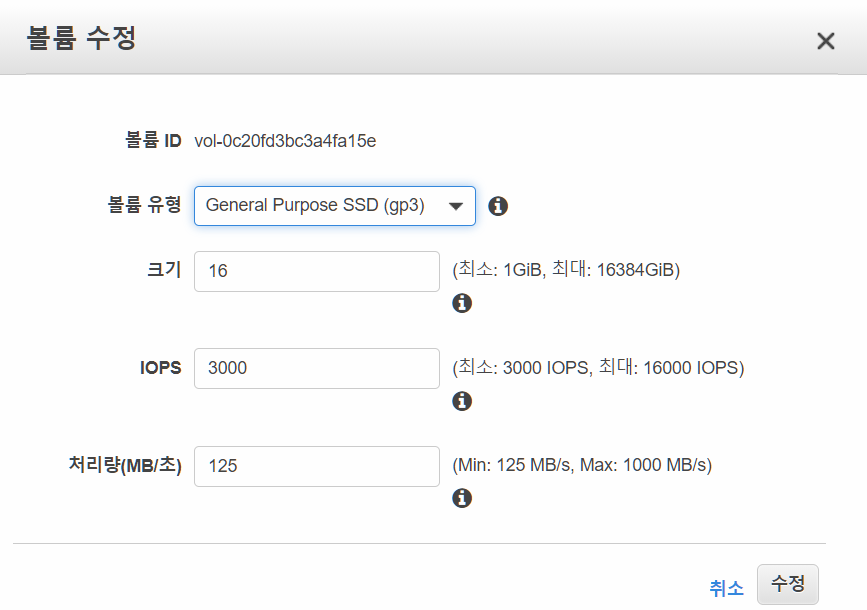 볼륨 수정
볼륨 ID vol-0c20fd3bc3a4fa15e
볼륨 유형 General Purpose SSD (gp3)
크기 16 (최소: 1GiB, 최대: 16384GiB)
IOPS 3000 (최소: 3000 IOPS, 최대: 16000 IOPS)
처리량(MB/초) 125 (Min: 125 MB/s, Max: 1000 MB/s)
취소 수정